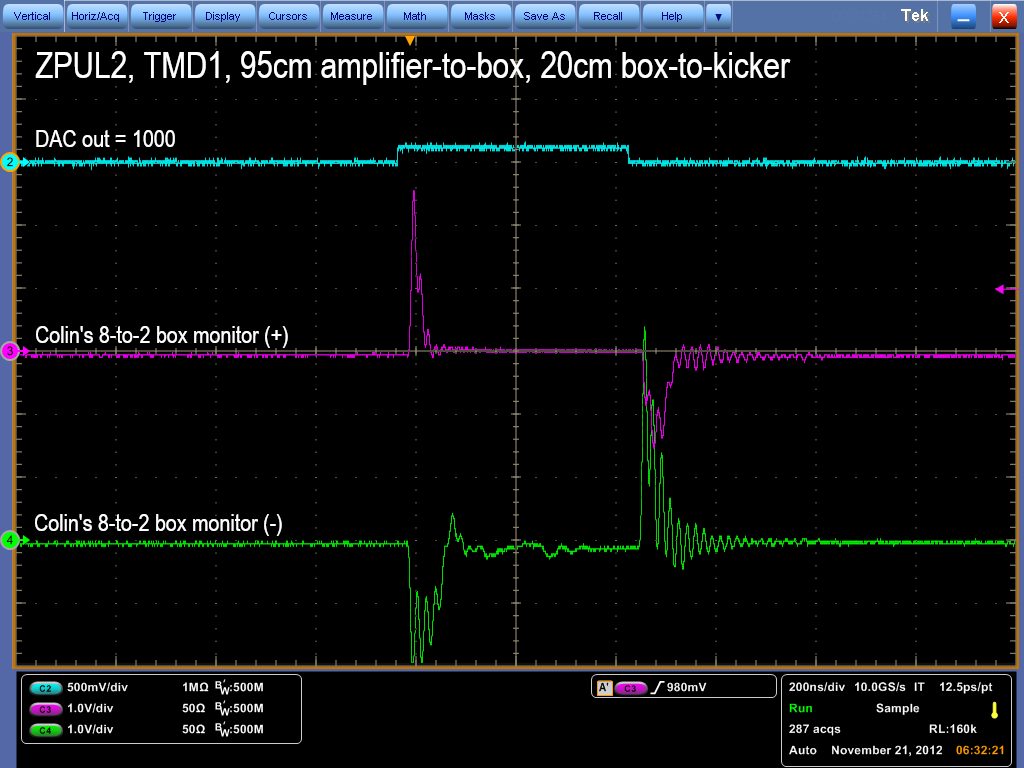 Vertical Horiz/Acq Trigger Display Cursors Measure Math Masks Save As Recall Help Tek X
ZPUL2, TMD1, 95cm amplifier-to-box, 20cm box-to-kicker
DAC out = 1000
2
Colin's 8-to-2 box monitor (+)
3
Colin's 8-to-2 box monitor (-)
4
C2 500mV/div 1MΩ BW:500M
C3 1.0V/div 50Ω BW:500M
C4 1.0V/div 50Ω BW:500M
A' C3 980mV
200ns/div 10.0GS/s IT 12.5ps/pt
Run Sample
287 acqs RL:160k
Auto November 21, 2012 06:32:21